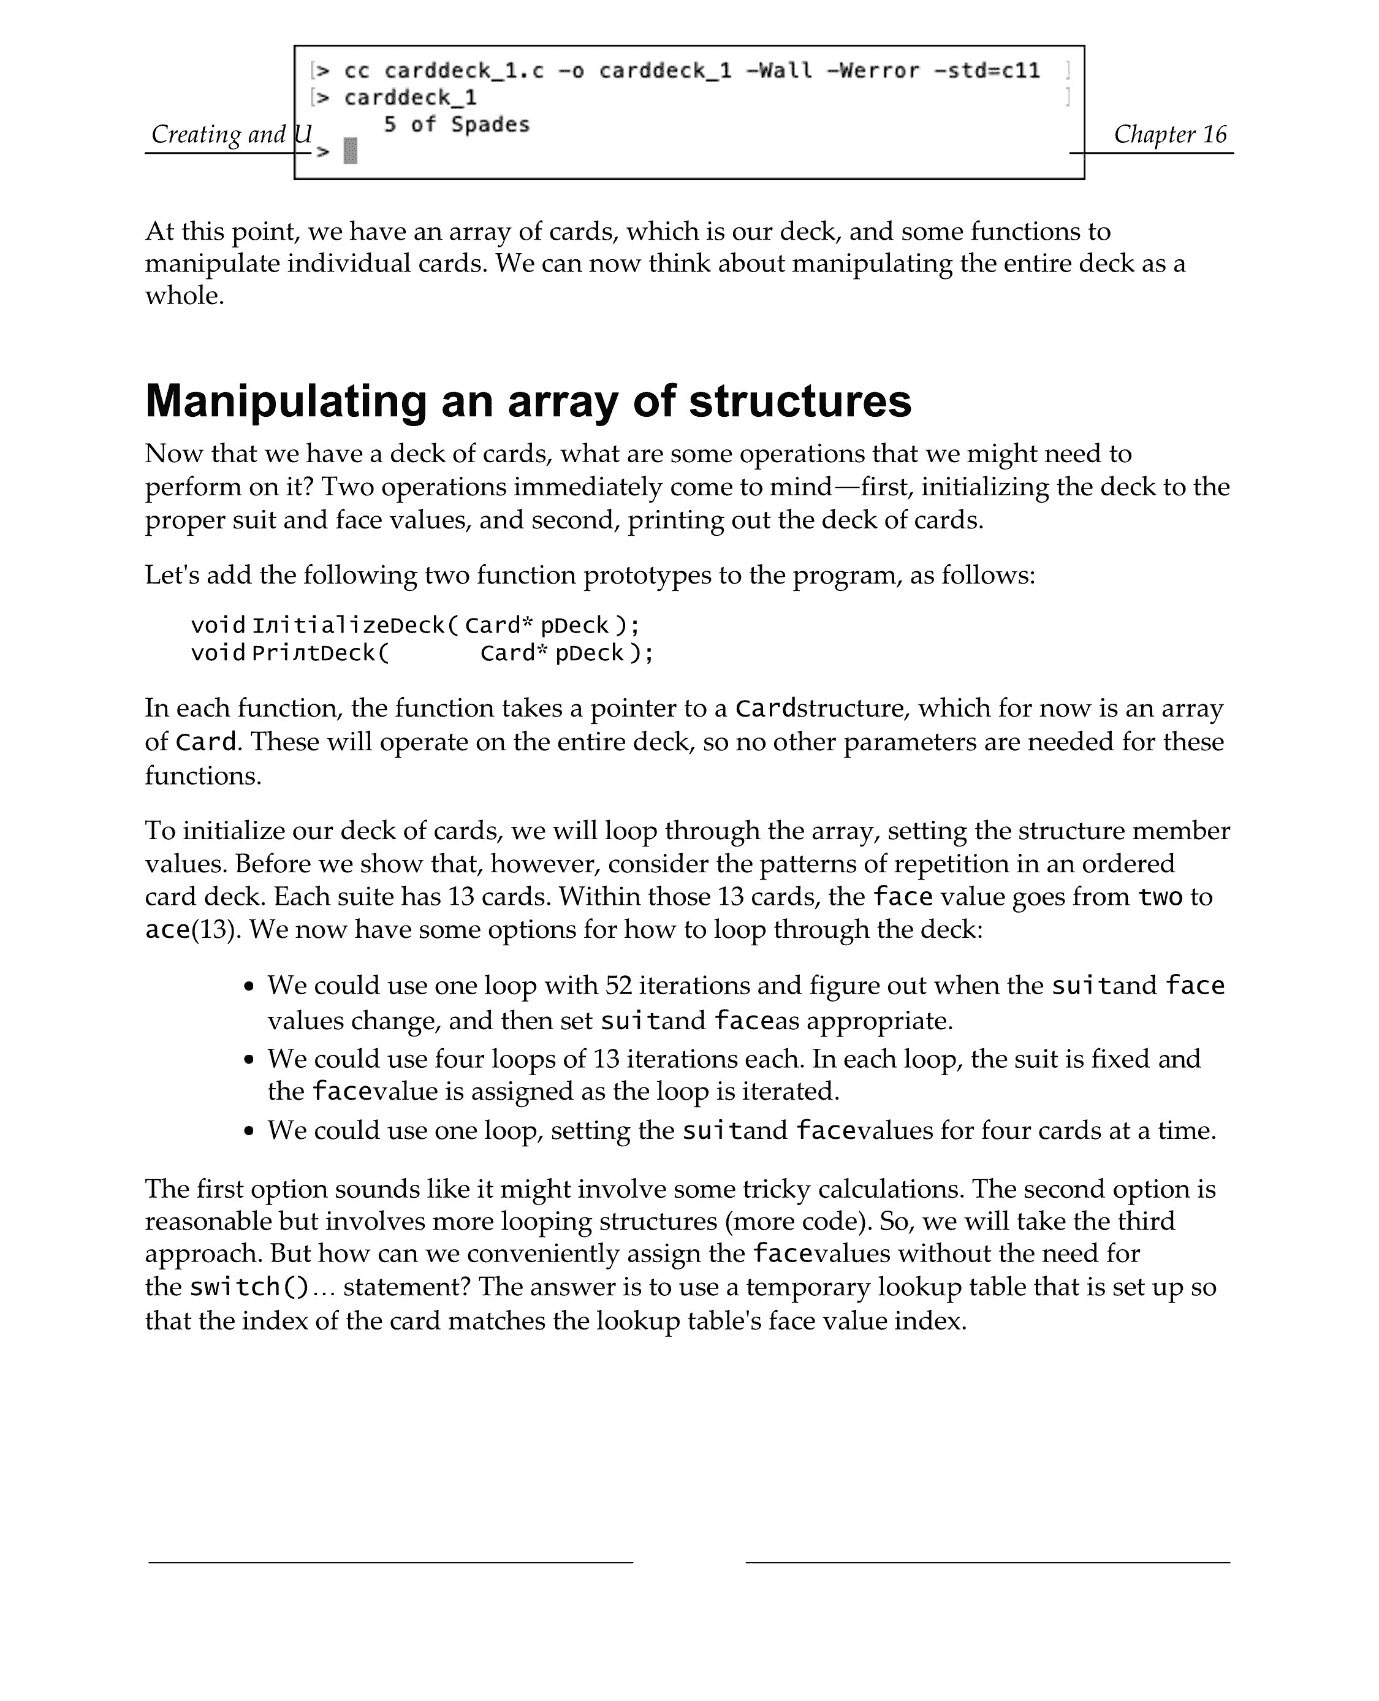 [> cc carddeck_1.c -o carddeck_1 -Wall -Werror -std=c11 ]
[> carddeck_1 ]
5 of Spades
Creating and U
Chapter 16
>
At this point, we have an array of cards, which is our deck, and some functions to
manipulate individual cards. We can now think about manipulating the entire deck as a
whole.
Manipulating an array of structures
Now that we have a deck of cards, what are some operations that we might need to
perform on it? Two operations immediately come to mind—first, initializing the deck to the
proper suit and face values, and second, printing out the deck of cards.
Let's add the following two function prototypes to the program, as follows:
void InitializeDeck( Card* pDeck );
void PrintDeck( Card* pDeck );
In each function, the function takes a pointer to a Cardstructure, which for now is an array
of Card. These will operate on the entire deck, so no other parameters are needed for these
functions.
To initialize our deck of cards, we will loop through the array, setting the structure member
values. Before we show that, however, consider the patterns of repetition in an ordered
card deck. Each suite has 13 cards. Within those 13 cards, the face value goes from two to
ace(13). We now have some options for how to loop through the deck:
• We could use one loop with 52 iterations and figure out when the suitand face
values change, and then set suitand faceas appropriate.
• We could use four loops of 13 iterations each. In each loop, the suit is fixed and
the facevalue is assigned as the loop is iterated.
• We could use one loop, setting the suitand facevalues for four cards at a time.
The first option sounds like it might involve some tricky calculations. The second option is
reasonable but involves more looping structures (more code). So, we will take the third
approach. But how can we conveniently assign the facevalues without the need for
the switch()… statement? The answer is to use a temporary lookup table that is set up so
that the index of the card matches the lookup table's face value index.